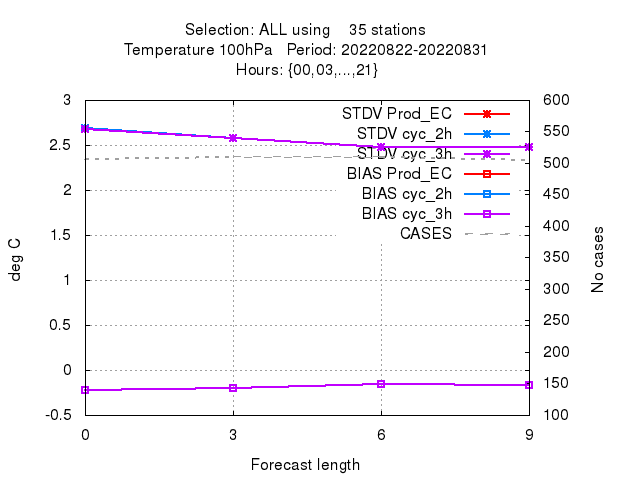 Selection: ALL using    35 stations
Temperature 100hPa   Period: 20220822-20220831
Hours: {00,03,...,21}
3
2.5
2
1.5
1
0.5
0
-0.5
deg C
600
550
500
450
400
350
300
250
200
150
100
No cases
STDV Prod_EC
STDV cyc_2h
STDV cyc_3h
BIAS Prod_EC
BIAS cyc_2h
BIAS cyc_3h
CASES
0 3 6 9
Forecast length